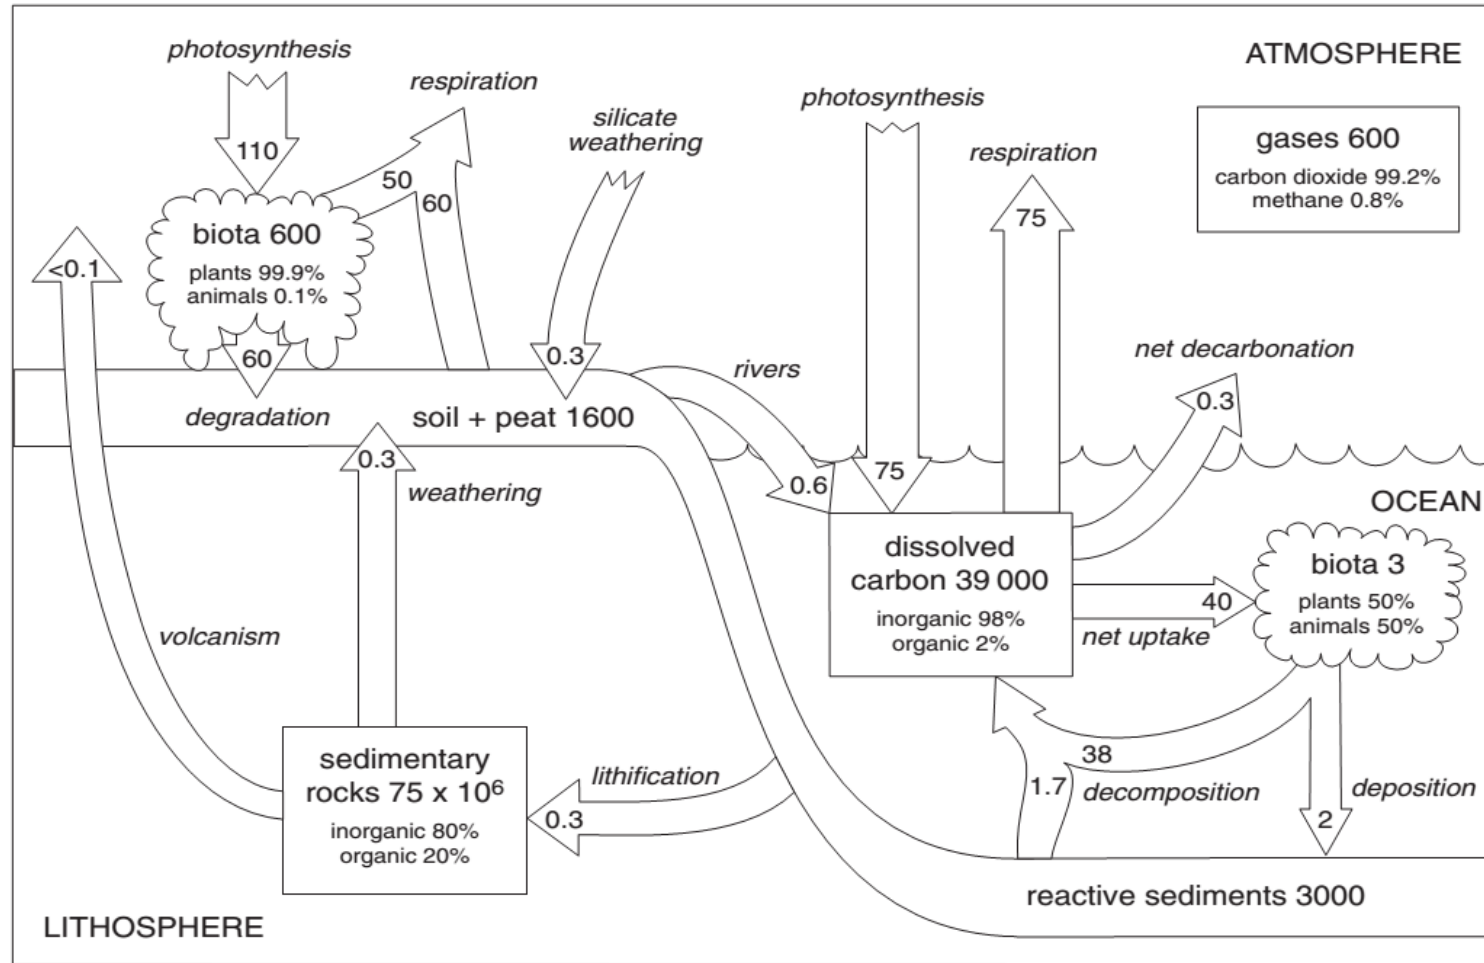 photosynthesis
110
respiration
50
60
silicate
weathering
0.3
<0.1
biota 600
plants 99.9%
animals 0.1%
60
degradation
soil + peat 1600
0.3
weathering
volcanism
sedimentary
rocks 75 x 10⁶
inorganic 80%
organic 20%
lithification
0.3
LITHOSPHERE
rivers
0.6
photosynthesis
75
respiration
75
ATMOSPHERE
gases 600
carbon dioxide 99.2%
methane 0.8%
net decarbonation
0.3
OCEAN
dissolved
carbon 39 000
inorganic 98%
organic 2%
40
net uptake
biota 3
plants 50%
animals 50%
38
1.7
decomposition
deposition
2
reactive sediments 3000